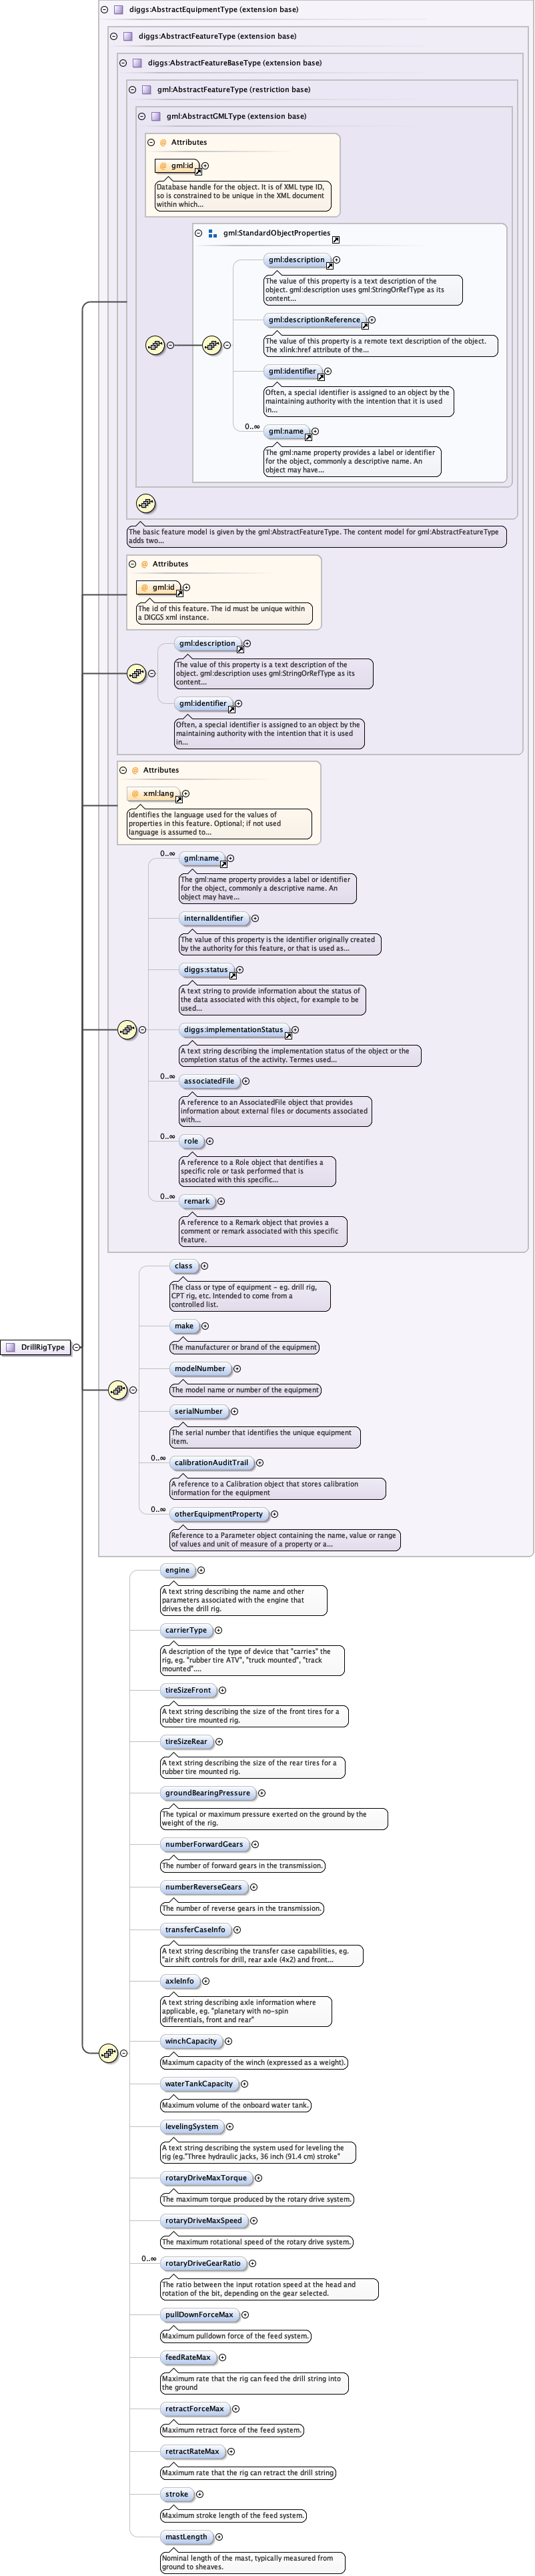 diggs:AbstractEquipmentType (extension base)
diggs:AbstractFeatureType (extension base)
diggs:AbstractFeatureBaseType (extension base)
gml:AbstractFeatureType (restriction base)
gml:AbstractGMLType (extension base)
@ Attributes
@ gml:id
Database handle for the object. It is of XML type ID,
so is constrained to be unique in the XML document
within which...
gml:StandardObjectProperties
gml:description
The value of this property is a text description of the
object. gml:description uses gml:StringOrRefType as its
content...
gml:descriptionReference
The value of this property is a remote text description of the object.
The xlink:href attribute of the...
gml:identifier
Often, a special identifier is assigned to an object by the
maintaining authority with the intention that it is used
in...
0..∞
gml:name
The gml:name property provides a label or identifier
for the object, commonly a descriptive name. An
object may have...
The basic feature model is given by the gml:AbstractFeatureType. The content model for gml:AbstractFeatureType
adds two...
@ Attributes
@ gml:id
The id of this feature. The id must be unique within
a DIGGS xml instance.
gml:description
The value of this property is a text description of the
object. gml:description uses gml:StringOrRefType as its
content...
gml:identifier
Often, a special identifier is assigned to an object by the
maintaining authority with the intention that it is used
in...
@ Attributes
@ xml:lang
Identifies the language used for the values of
properties in this feature. Optional; if not used
language is assumed to...
0..∞
gml:name
The gml:name property provides a label or identifier
for the object, commonly a descriptive name. An
object may have...
internalIdentifier
The value of this property is the identifier originally created
by the authority for this feature, or that is used as...
diggs:status
A text string to provide information about the status of
the data associated with this object, for example to be
used...
diggs:implementationStatus
A text string describing the implementation status of the object or the
completion status of the activity. Termes used...
0..∞
associatedFile
A reference to an AssociatedFile object that provides
information about external files or documents associated
with...
0..∞
role
A reference to a Role object that dentifies a
specific role or task performed that is
associated with this specific...
0..∞
remark
A reference to a Remark object that provies a
comment or remark associated with this specific
feature.
class
The class or type of equipment - eg. drill rig,
CPT rig, etc. Intended to come from a
controlled list.
make
The manufacturer or brand of the equipment
DrillRigType
modelNumber
The model name or number of the equipment
serialNumber
The serial number that identifies the unique equipment
item.
0..∞
calibrationAuditTrail
A reference to a Calibration object that stores calibration
information for the equipment
0..∞
otherEquipmentProperty
Reference to a Parameter object containing the name, value or range
of values and unit of measure of a property or a...
engine
A text string describing the name and other
parameters associated with the engine that
drives the drill rig.
carrierType
A description of the type of device that "carries" the
rig, eg. "rubber tire ATV", "truck mounted", "track
mounted"....
tireSizeFront
A text string describing the size of the front tires for a
rubber tire mounted rig.
tireSizeRear
A text string describing the size of the rear tires for a
rubber tire mounted rig.
groundBearingPressure
The typical or maximum pressure exerted on the ground by the
weight of the rig.
numberForwardGears
The number of forward gears in the transmission.
numberReverseGears
The number of reverse gears in the transmission.
transferCaseInfo
A text string describing the transfer case capabilities, eg.
"air shift controls for drill, rear axle (4x2) and front...
axleInfo
A text string describing axle information where
applicable, eg. "planetary with no-spin
differentials, front and rear"
winchCapacity
Maximum capacity of the winch (expressed as a weight).
waterTankCapacity
Maximum volume of the onboard water tank.
levelingSystem
A text string describing the system used for leveling the
rig (eg."Three hydraulic jacks, 36 inch (91.4 cm) stroke"
rotaryDriveMaxTorque
The maximum torque produced by the rotary drive system.
rotaryDriveMaxSpeed
The maximum rotational speed of the rotary drive system.
0..∞
rotaryDriveGearRatio
The ratio between the input rotation speed at the head and
rotation of the bit, depending on the gear selected.
pullDownForceMax
Maximum pulldown force of the feed system.
feedRateMax
Maximum rate that the rig can feed the drill string into
the ground
retractForceMax
Maximum retract force of the feed system.
retractRateMax
Maximum rate that the rig can retract the drill string
stroke
Maximum stroke length of the feed system.
mastLength
Nominal length of the mast, typically measured from
ground to sheaves.